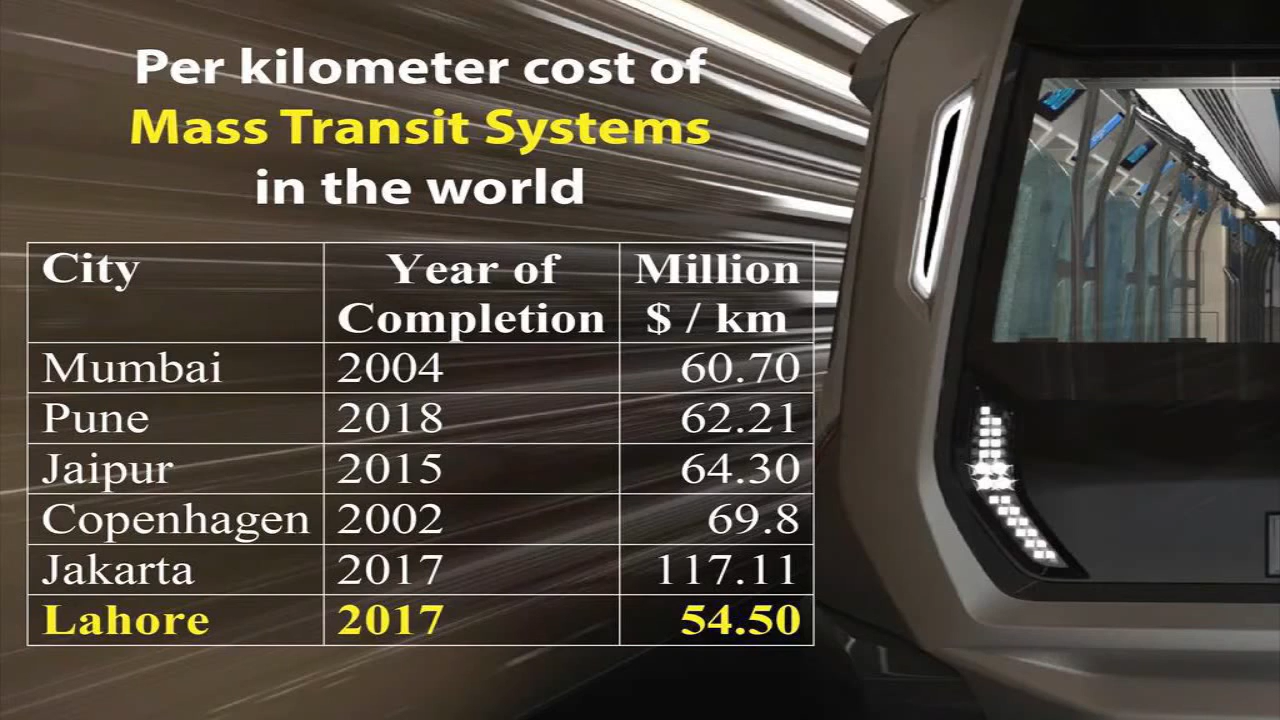 Per kilometer cost of
Mass Transit Systems
in the world
City Year of Completion Million $ / km
Mumbai 2004 60.70
Pune 2018 62.21
Jaipur 2015 64.30
Copenhagen 2002 69.8
Jakarta 2017 117.11
Lahore 2017 54.50